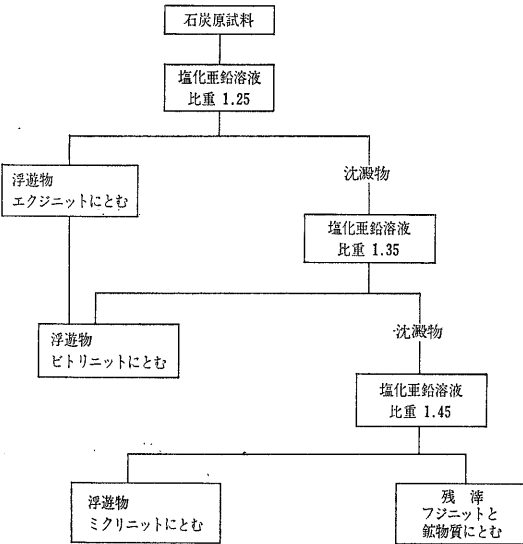 石炭原試料
塩化亜鉛溶液
比重 1.25
浮遊物
エクジニットにとむ
沈澱物
塩化亜鉛溶液
比重 1.35
浮遊物
ビトリニットにとむ
沈澱物
塩化亜鉛溶液
比重 1.45
浮遊物
ミクリニットにとむ
残滓
フジニットと
鉱物質にとむ